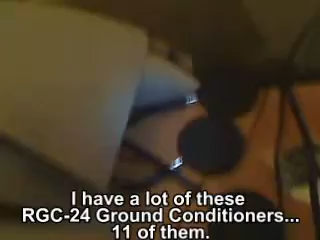 I have a lot of these
RGC-24 Ground Conditioners...
11 of them.